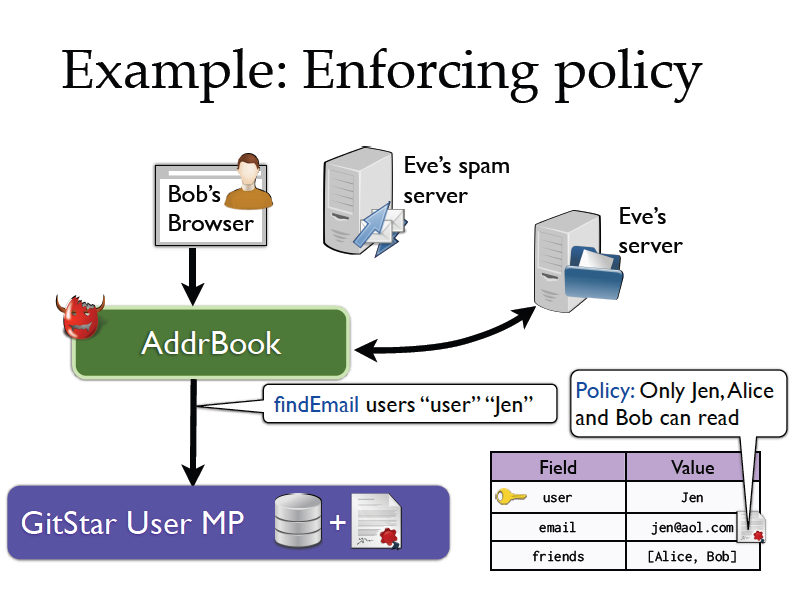 Example: Enforcing policy
Bob's
Browser
Eve's spam
server
Eve's
server
AddrBook
findEmail users “user” “Jen”
Policy: Only Jen, Alice
and Bob can read
GitStar User MP
+
Field Value
user Jen
email jen@aol.com
friends [Alice, Bob]